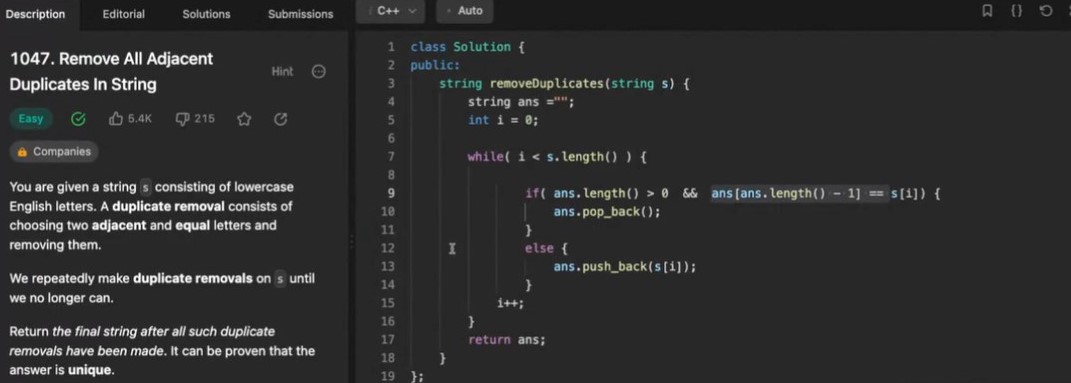 Description Editorial Solutions Submissions
C++ Auto {}
1047. Remove All Adjacent
Duplicates In String
Hint
Easy 5.4K 215
Companies
You are given a string s consisting of lowercase
English letters. A duplicate removal consists of
choosing two adjacent and equal letters and
removing them.
We repeatedly make duplicate removals on s until
we no longer can.
Return the final string after all such duplicate
removals have been made. It can be proven that the
answer is unique.
1 class Solution {
2 public:
3 string removeDuplicates(string s) {
4 string ans ="";
5 int i = 0;
6
7 while( i < s.length() ) {
8
9 if( ans.length() > 0 && ans[ans.length() - 1] == s[i]) {
10 ans.pop_back();
11 }
12 else {
13 ans.push_back(s[i]);
14 }
15 i++;
16 }
17 return ans;
18 }
19 };